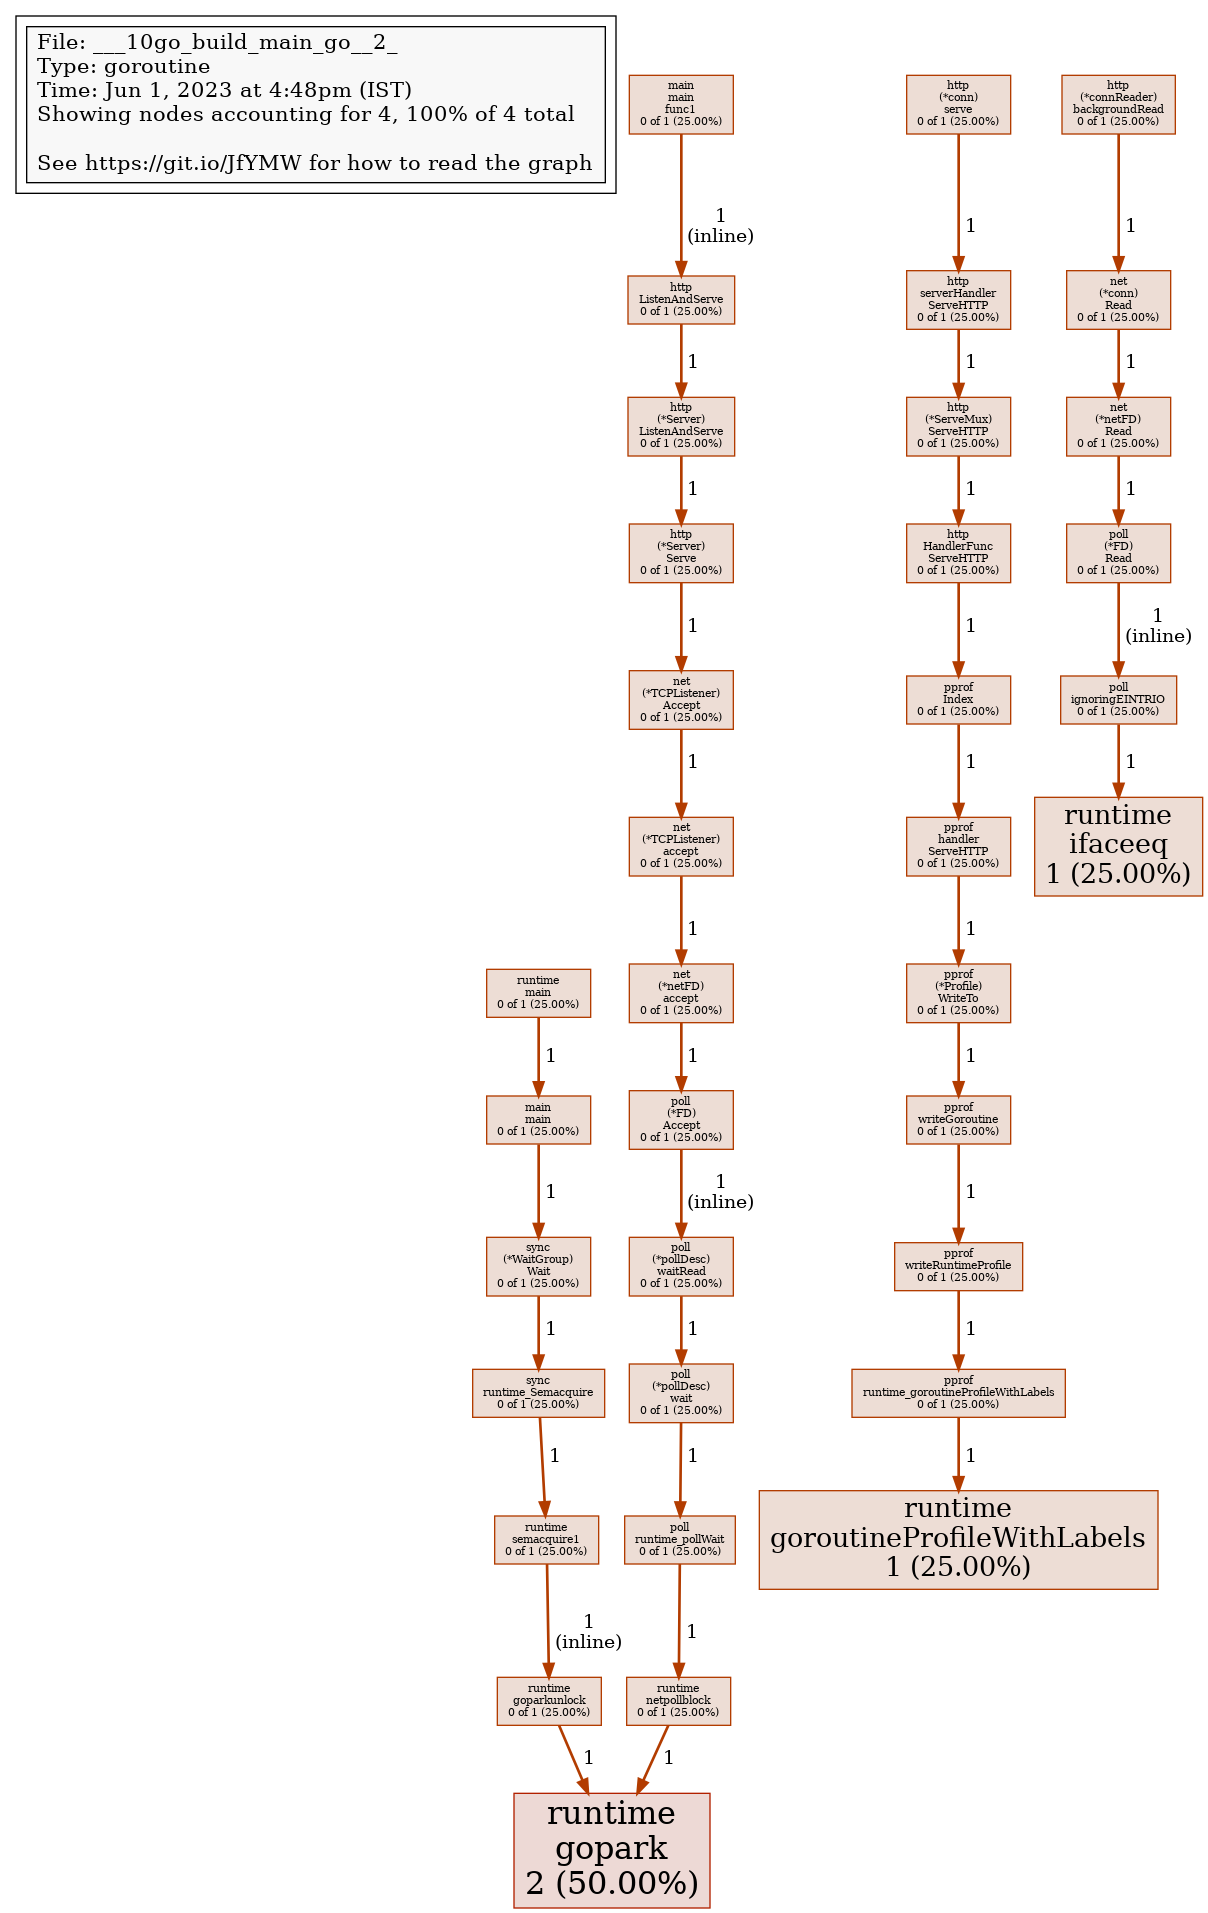 File: ___10go_build_main_go__2_
Type: goroutine
Time: Jun 1, 2023 at 4:48pm (IST)
Showing nodes accounting for 4, 100% of 4 total
See https://git.io/JfYMW for how to read the graph
main
main
func1
0 of 1 (25.00%)
1
(inline)
http
ListenAndServe
0 of 1 (25.00%)
1
http
(*Server)
ListenAndServe
0 of 1 (25.00%)
1
http
(*Server)
Serve
0 of 1 (25.00%)
1
net
(*TCPListener)
Accept
0 of 1 (25.00%)
1
net
(*TCPListener)
accept
0 of 1 (25.00%)
1
net
(*netFD)
accept
0 of 1 (25.00%)
1
poll
(*FD)
Accept
0 of 1 (25.00%)
1
(inline)
poll
(*pollDesc)
waitRead
0 of 1 (25.00%)
1
poll
(*pollDesc)
wait
0 of 1 (25.00%)
1
poll
runtime_pollWait
0 of 1 (25.00%)
1
runtime
netpollblock
0 of 1 (25.00%)
1
runtime
main
0 of 1 (25.00%)
1
main
main
0 of 1 (25.00%)
1
sync
(*WaitGroup)
Wait
0 of 1 (25.00%)
1
sync
runtime_Semacquire
0 of 1 (25.00%)
1
runtime
semacquire1
0 of 1 (25.00%)
1
(inline)
runtime
goparkunlock
0 of 1 (25.00%)
1
runtime
gopark
2 (50.00%)
http
(*conn)
serve
0 of 1 (25.00%)
1
http
serverHandler
ServeHTTP
0 of 1 (25.00%)
1
http
(*ServeMux)
ServeHTTP
0 of 1 (25.00%)
1
http
HandlerFunc
ServeHTTP
0 of 1 (25.00%)
1
pprof
Index
0 of 1 (25.00%)
1
pprof
handler
ServeHTTP
0 of 1 (25.00%)
1
pprof
(*Profile)
WriteTo
0 of 1 (25.00%)
1
pprof
writeGoroutine
0 of 1 (25.00%)
1
pprof
writeRuntimeProfile
0 of 1 (25.00%)
1
pprof
runtime_goroutineProfileWithLabels
0 of 1 (25.00%)
1
runtime
goroutineProfileWithLabels
1 (25.00%)
http
(*connReader)
backgroundRead
0 of 1 (25.00%)
1
net
(*conn)
Read
0 of 1 (25.00%)
1
net
(*netFD)
Read
0 of 1 (25.00%)
1
poll
(*FD)
Read
0 of 1 (25.00%)
1
(inline)
poll
ignoringEINTRIO
0 of 1 (25.00%)
1
runtime
ifaceeq
1 (25.00%)